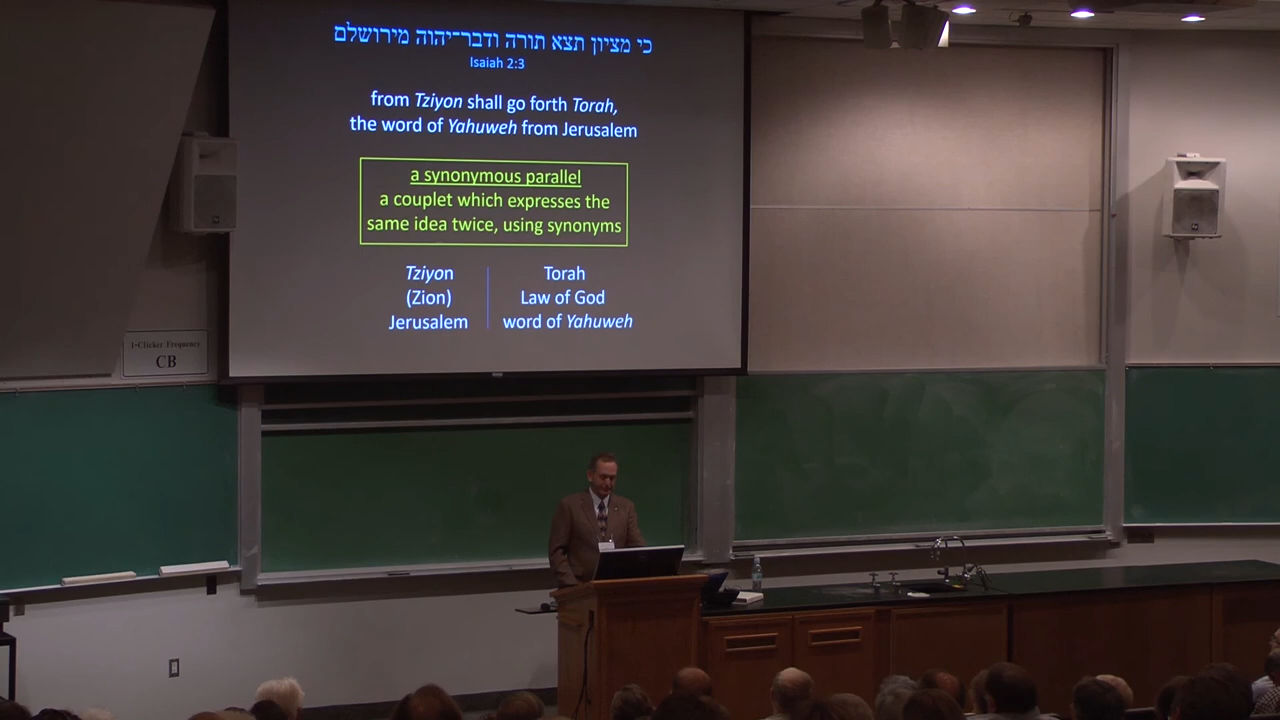 כי מציון תצא תורה ודבר־יהוה מירושלם
Isaiah 2:3
from Tziyon shall go forth Torah,
the word of Yahuweh from Jerusalem
a synonymous parallel
a couplet which expresses the
same idea twice, using synonyms
Tziyon
(Zion)
Jerusalem
Torah
Law of God
word of Yahuweh
i-Clicker Frequency
CB